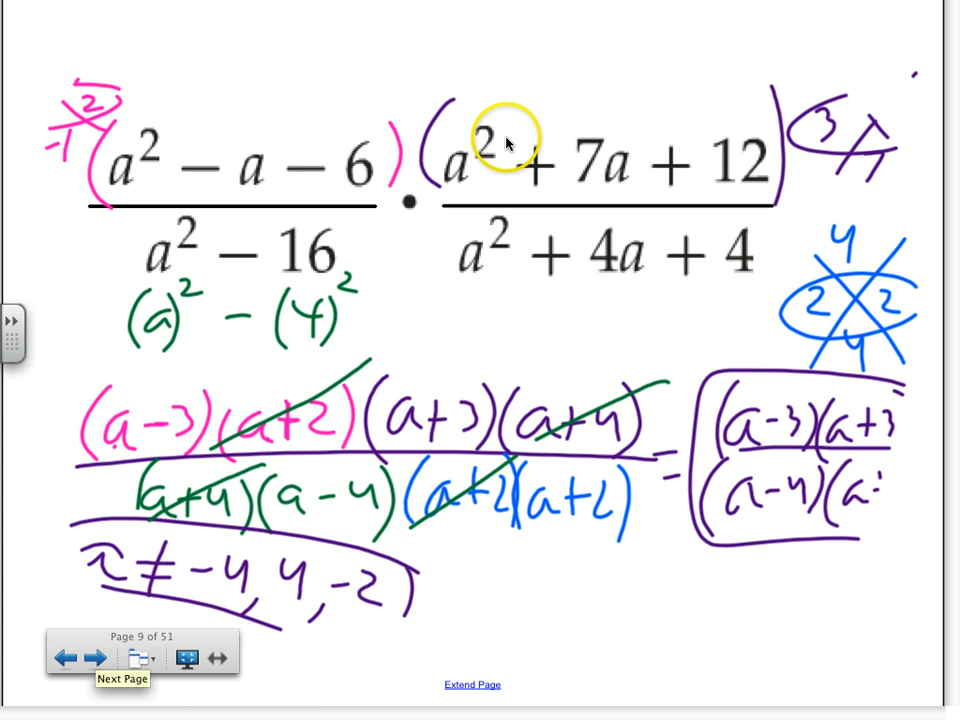 (a² − a − 6) · (a² + 7a + 12)
a² − 16 a² + 4a + 4
2
-1
3
4
2 2
4
(a)² − (4)²
(a−3)(a+2)(a+3)(a+4) = (a−3)(a+3
(a+4)(a−4)(a+2)(a+2) (a−4)(a
≠ −4, 4, −2
Page 9 of 51
Next Page
Extend Page